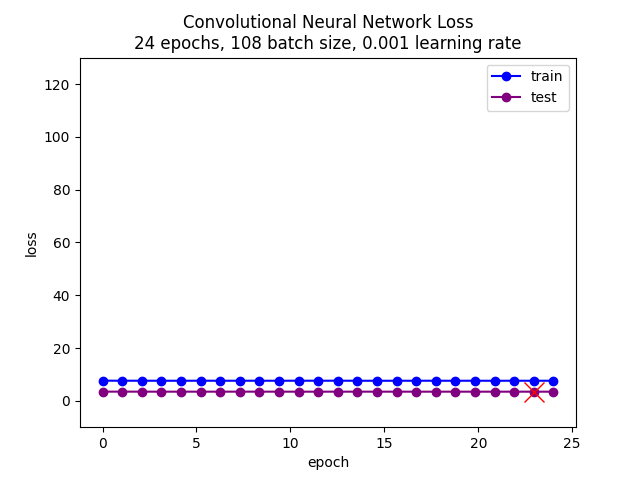 Convolutional Neural Network Loss
24 epochs, 108 batch size, 0.001 learning rate
train
test
120
100
80
60
40
20
0
loss
0 5 10 15 20 25
epoch